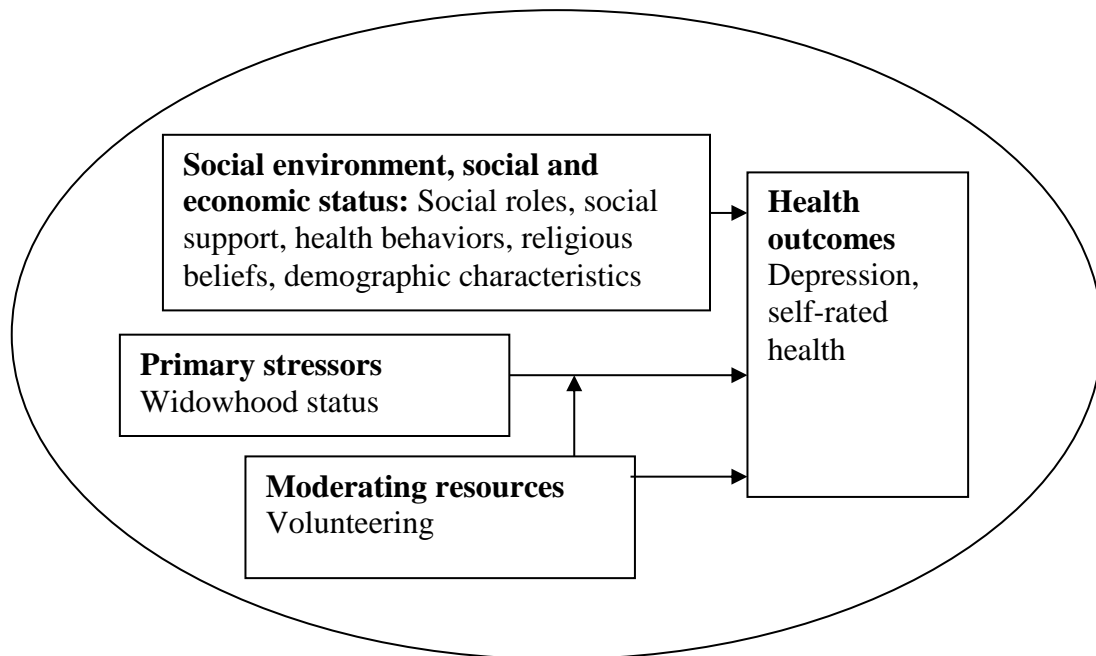 Social environment, social and
economic status: Social roles, social
support, health behaviors, religious
beliefs, demographic characteristics
Health
outcomes
Depression,
self-rated
health
Primary stressors
Widowhood status
Moderating resources
Volunteering